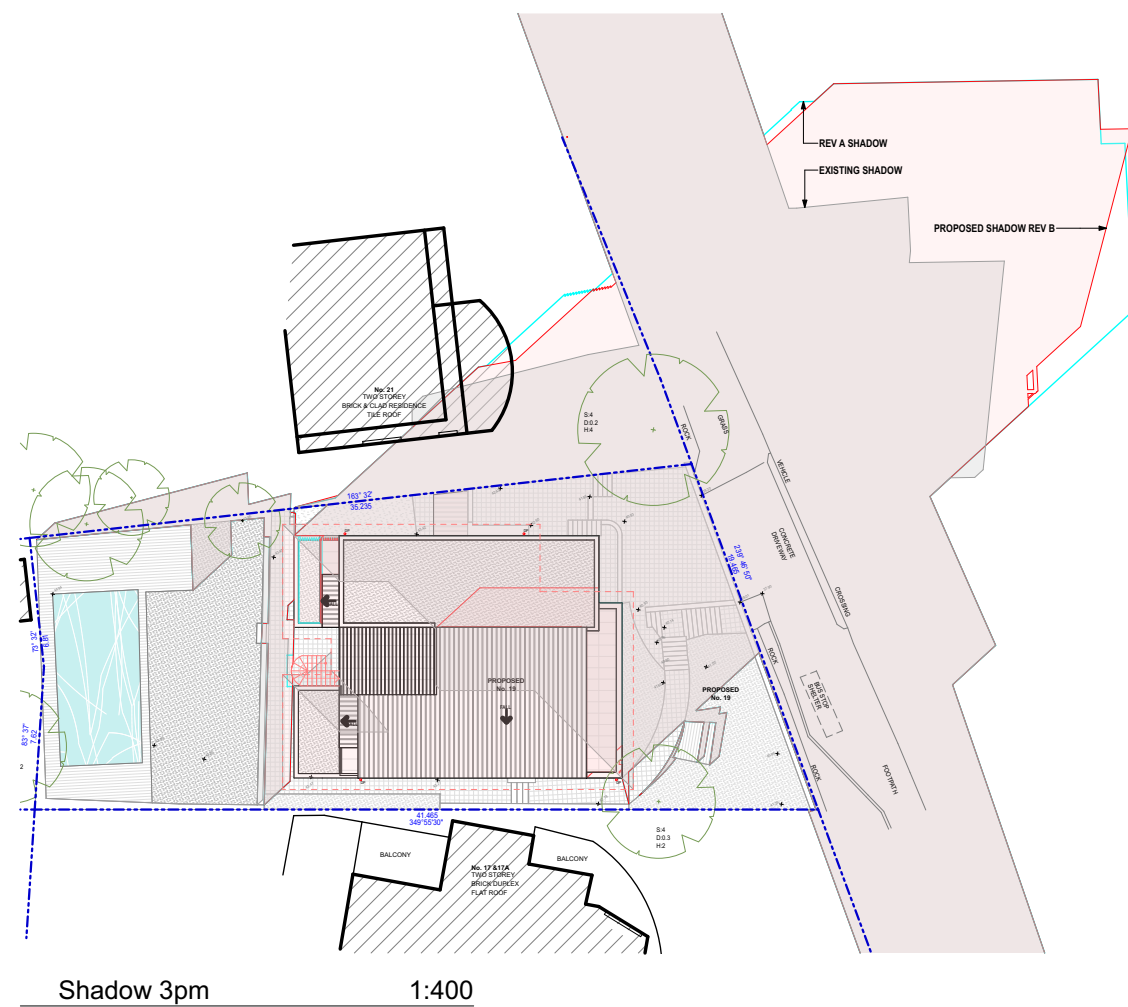 REV A SHADOW
EXISTING SHADOW
PROPOSED SHADOW REV B
No. 21
TWO STOREY
BRICK & CLAD RESIDENCE
TILE ROOF
S:4
D:0.2
H:4
ROCK
GRASS
VEHICLE
CONCRETE
DRIVEWAY
CROSSING
163° 32'
35.235
239° 46' 50"
19.465
73° 32'
6.81
83° 37'
7.62
2
PROPOSED
No. 19
FALL
PROPOSED
No. 19
ROCK
BUS STOP
SHELTER
ROCK
FOOTPATH
41.465
349°55'30"
S:4
D:0.3
H:2
BALCONY
BALCONY
No. 17 &17A
TWO STOREY
BRICK DUPLEX
FLAT ROOF
Shadow 3pm 1:400